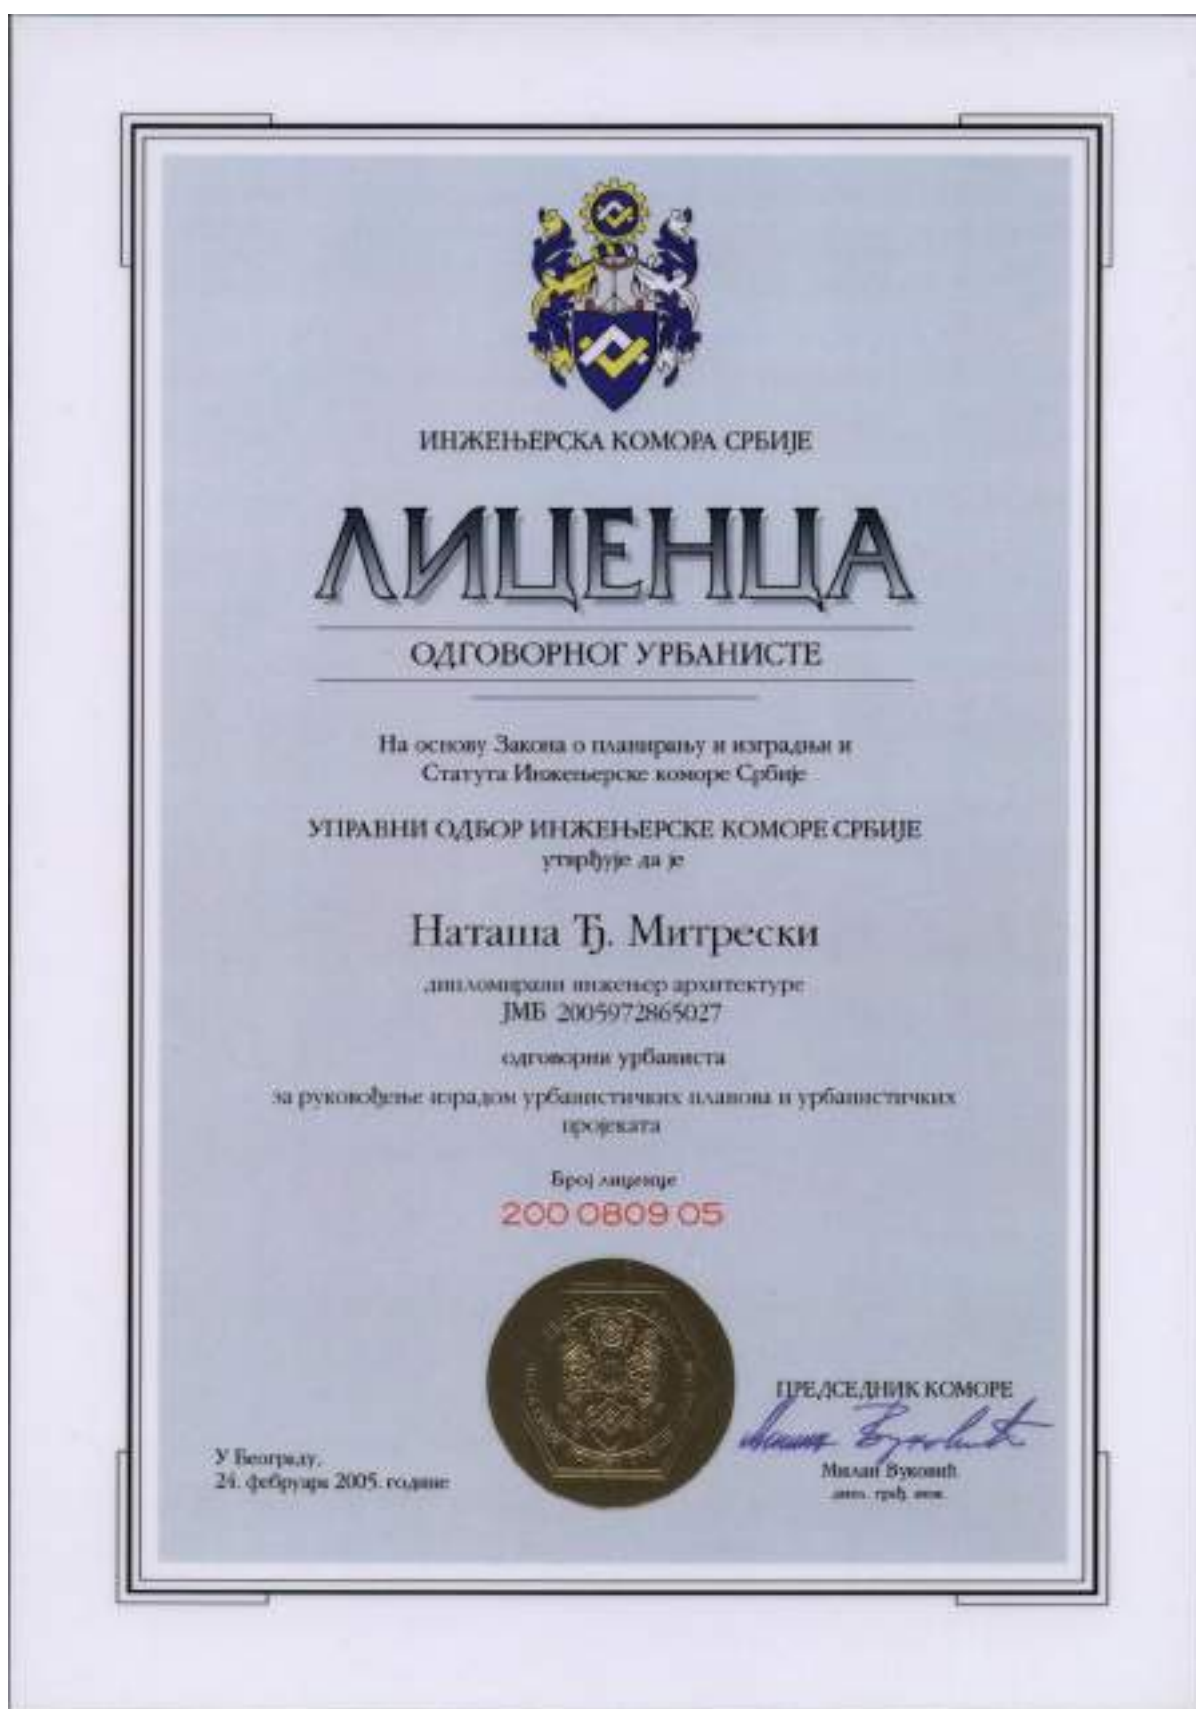 ИНЖЕЊЕРСКА КОМОРА СРБИЈЕ
ЛИЦЕНЦА
ОДГОВОРНОГ УРБАНИСТЕ
На основу Закона о планирању и изградњи и
Статута Инжењерске коморе Србије
УПРАВНИ ОДБОР ИНЖЕЊЕРСКЕ КОМОРЕ СРБИЈЕ
утврђује да је
Наташа Ђ. Митрески
дипломирани инжењер архитектуре
ЈМБ 2005972865027
одговорни урбаниста
за руковођење израдом урбанистичких планова и урбанистичких
пројеката
Број лиценце
200 0809 05
ПРЕДСЕДНИК КОМОРЕ
У Београду,
24. фебруара 2005. године
Милан Вуковић
дипл. грађ. инж.